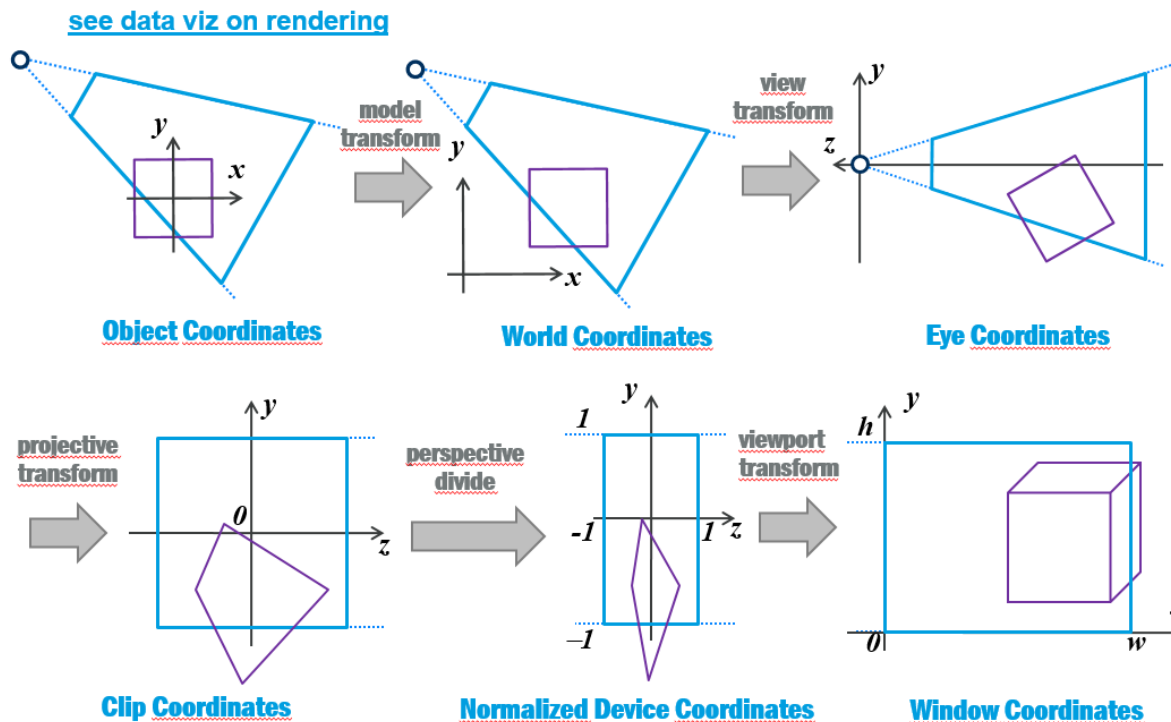 see data viz on rendering
y
x
Object Coordinates
model
transform
y
x
World Coordinates
view
transform
y
z
Eye Coordinates
projective
transform
y
0
z
Clip Coordinates
perspective
divide
y
1
-1
1
z
–1
Normalized Device Coordinates
viewport
transform
y
h
0
w
Window Coordinates